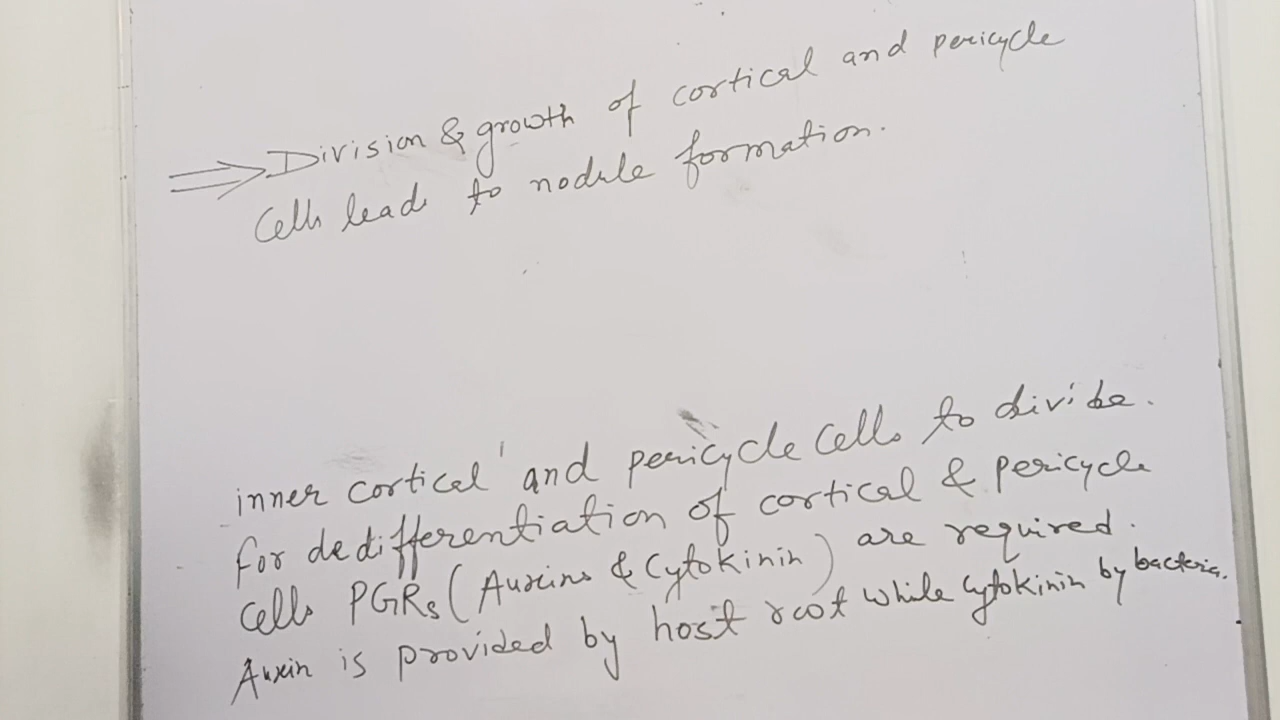 ⇒ Division & growth of cortical and pericycle
Cells leads to nodule formation.
inner cortical and pericycle cells to divide.
for dedifferentiation of cortical & pericycle
cells PGRs (Auxins & Cytokinin) are required.
Auxin is provided by host root while cytokinin by bacteria.